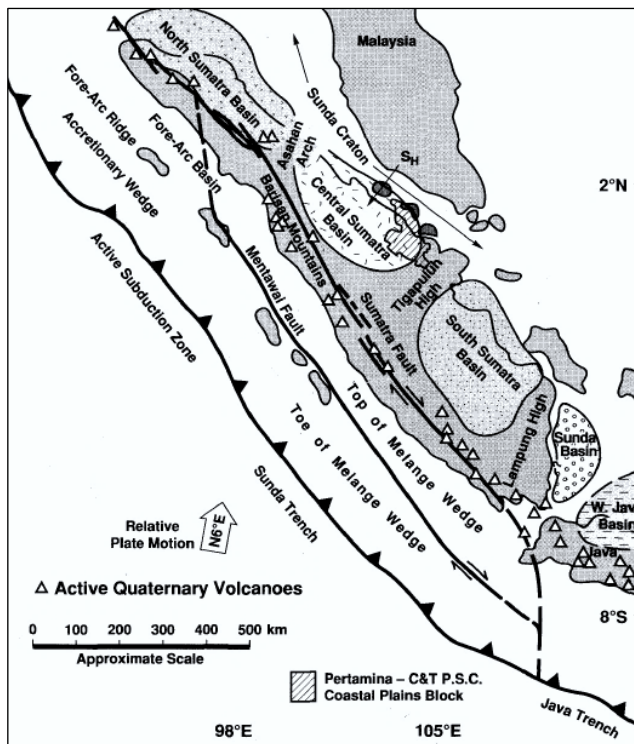 Malaysia
North Sumatra Basin
Sunda Craton
Fore-Arc Ridge
Accretionary Wedge
Fore-Arc Basin
Asahan
Arch
SH
2°N
Central Sumatra
Basin
Barisan Mountains
Active Subduction Zone
Mentawai Fault
Tigapuluh
High
Sumatra Fault
South Sumatra
Basin
Top of Melange Wedge
Toe of Melange Wedge
Lampung High
Sunda
Basin
Sunda Trench
W. Java
Basin
Java
Relative
Plate Motion
N6°E
Active Quaternary Volcanoes
8°S
0 100 200 300 400 500 km
Approximate Scale
Pertamina – C&T P.S.C.
Coastal Plains Block
Java Trench
98°E
105°E